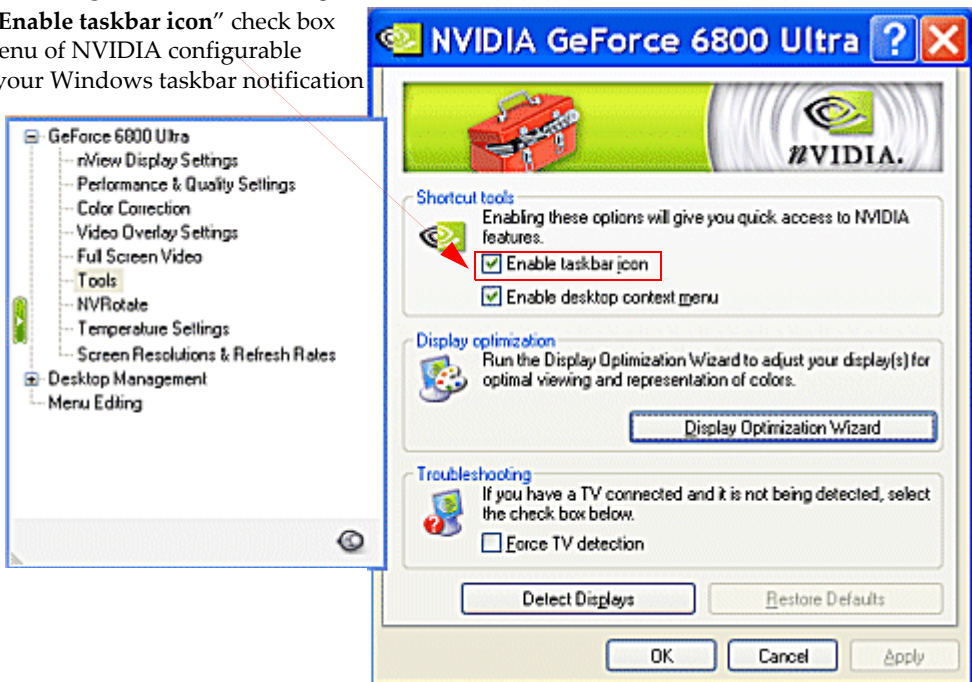 Enable taskbar icon” check box
enu of NVIDIA configurable
your Windows taskbar notification
GeForce 6800 Ultra
nView Display Settings
Performance & Quality Settings
Color Correction
Video Overlay Settings
Full Screen Video
Tools
NVRotate
Temperature Settings
Screen Resolutions & Refresh Rates
Desktop Management
Menu Editing
NVIDIA GeForce 6800 Ultra
nVIDIA.
Shortcut tools
Enabling these options will give you quick access to NVIDIA
features.
Enable taskbar icon
Enable desktop context menu
Display optimization
Run the Display Optimization Wizard to adjust your display(s) for
optimal viewing and representation of colors.
Display Optimization Wizard
Troubleshooting
If you have a TV connected and it is not being detected, select
the check box below.
Force TV detection
Detect Displays
Restore Defaults
OK
Cancel
Apply